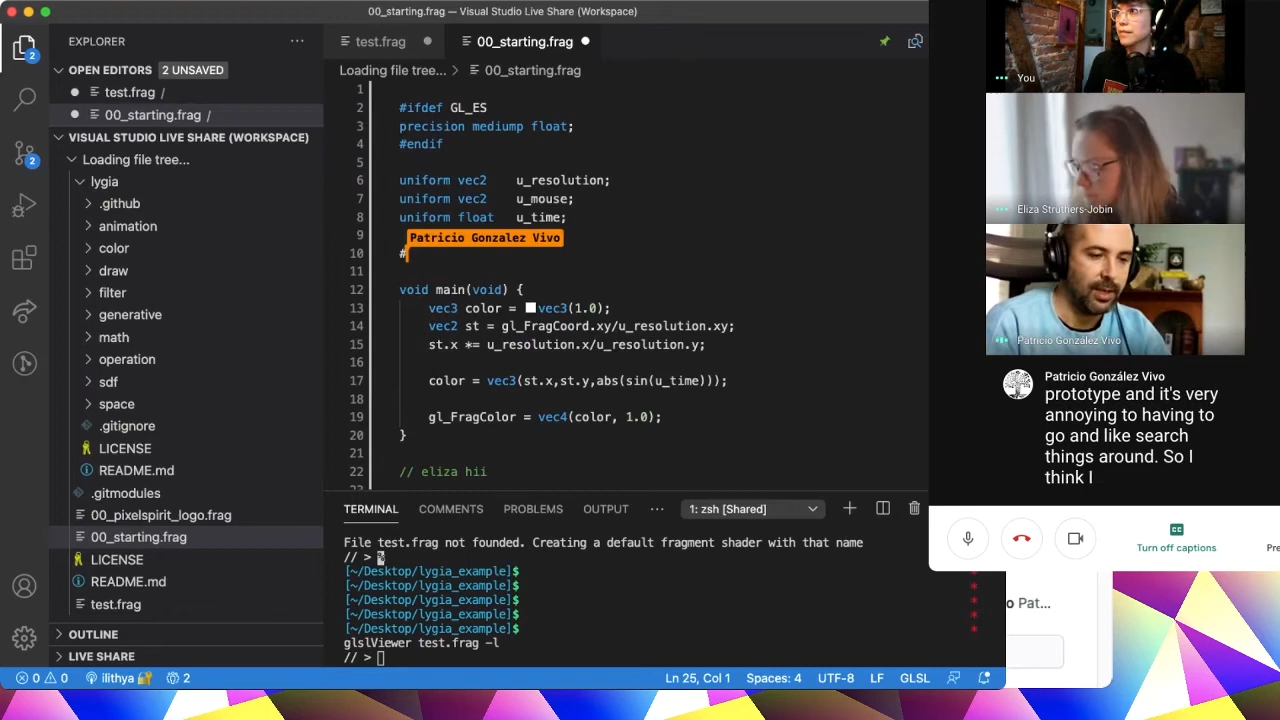 00_starting.frag — Visual Studio Live Share (Workspace)
EXPLORER
OPEN EDITORS 2 UNSAVED
test.frag /
00_starting.frag /
VISUAL STUDIO LIVE SHARE (WORKSPACE)
Loading file tree...
lygia
.github
animation
color
draw
filter
generative
math
operation
sdf
space
.gitignore
LICENSE
README.md
.gitmodules
00_pixelspirit_logo.frag
00_starting.frag
LICENSE
README.md
test.frag
OUTLINE
LIVE SHARE
2
2
test.frag
00_starting.frag
Loading file tree... > 00_starting.frag
1
2 #ifdef GL_ES
3 precision mediump float;
4 #endif
5
6 uniform vec2 u_resolution;
7 uniform vec2 u_mouse;
8 uniform float u_time;
9 Patricio Gonzalez Vivo
10 #
11
12 void main(void) {
13 vec3 color = vec3(1.0);
14 vec2 st = gl_FragCoord.xy/u_resolution.xy;
15 st.x *= u_resolution.x/u_resolution.y;
16
17 color = vec3(st.x,st.y,abs(sin(u_time)));
18
19 gl_FragColor = vec4(color, 1.0);
20 }
21
22 // eliza hii
TERMINAL COMMENTS PROBLEMS OUTPUT ··· 1: zsh [Shared]
File test.frag not founded. Creating a default fragment shader with that name
// > %
[~/Desktop/lygia_example]$ *
[~/Desktop/lygia_example]$ *
[~/Desktop/lygia_example]$ *
[~/Desktop/lygia_example]$ *
[~/Desktop/lygia_example]$ *
glslViewer test.frag -l
// >
0 0 ilithya 2 Ln 25, Col 1 Spaces: 4 UTF-8 LF GLSL
You
Eliza Struthers-Jobin
Patricio González Vivo
Patricio González Vivo
prototype and it's very
annoying to having to
go and like search
things around. So I
think I
CC
Turn off captions
Pre
o Pat...